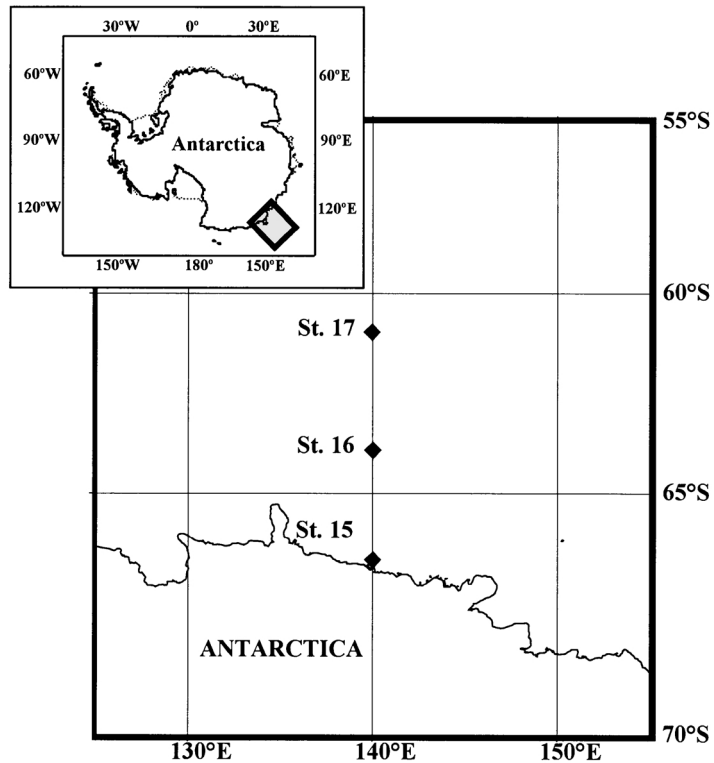 30°W 0° 30°E
60°W 60°E
90°W Antarctica 90°E
120°W 120°E
150°W 180° 150°E
55°S
60°S
St. 17
St. 16
65°S
St. 15
ANTARCTICA
70°S
130°E 140°E 150°E